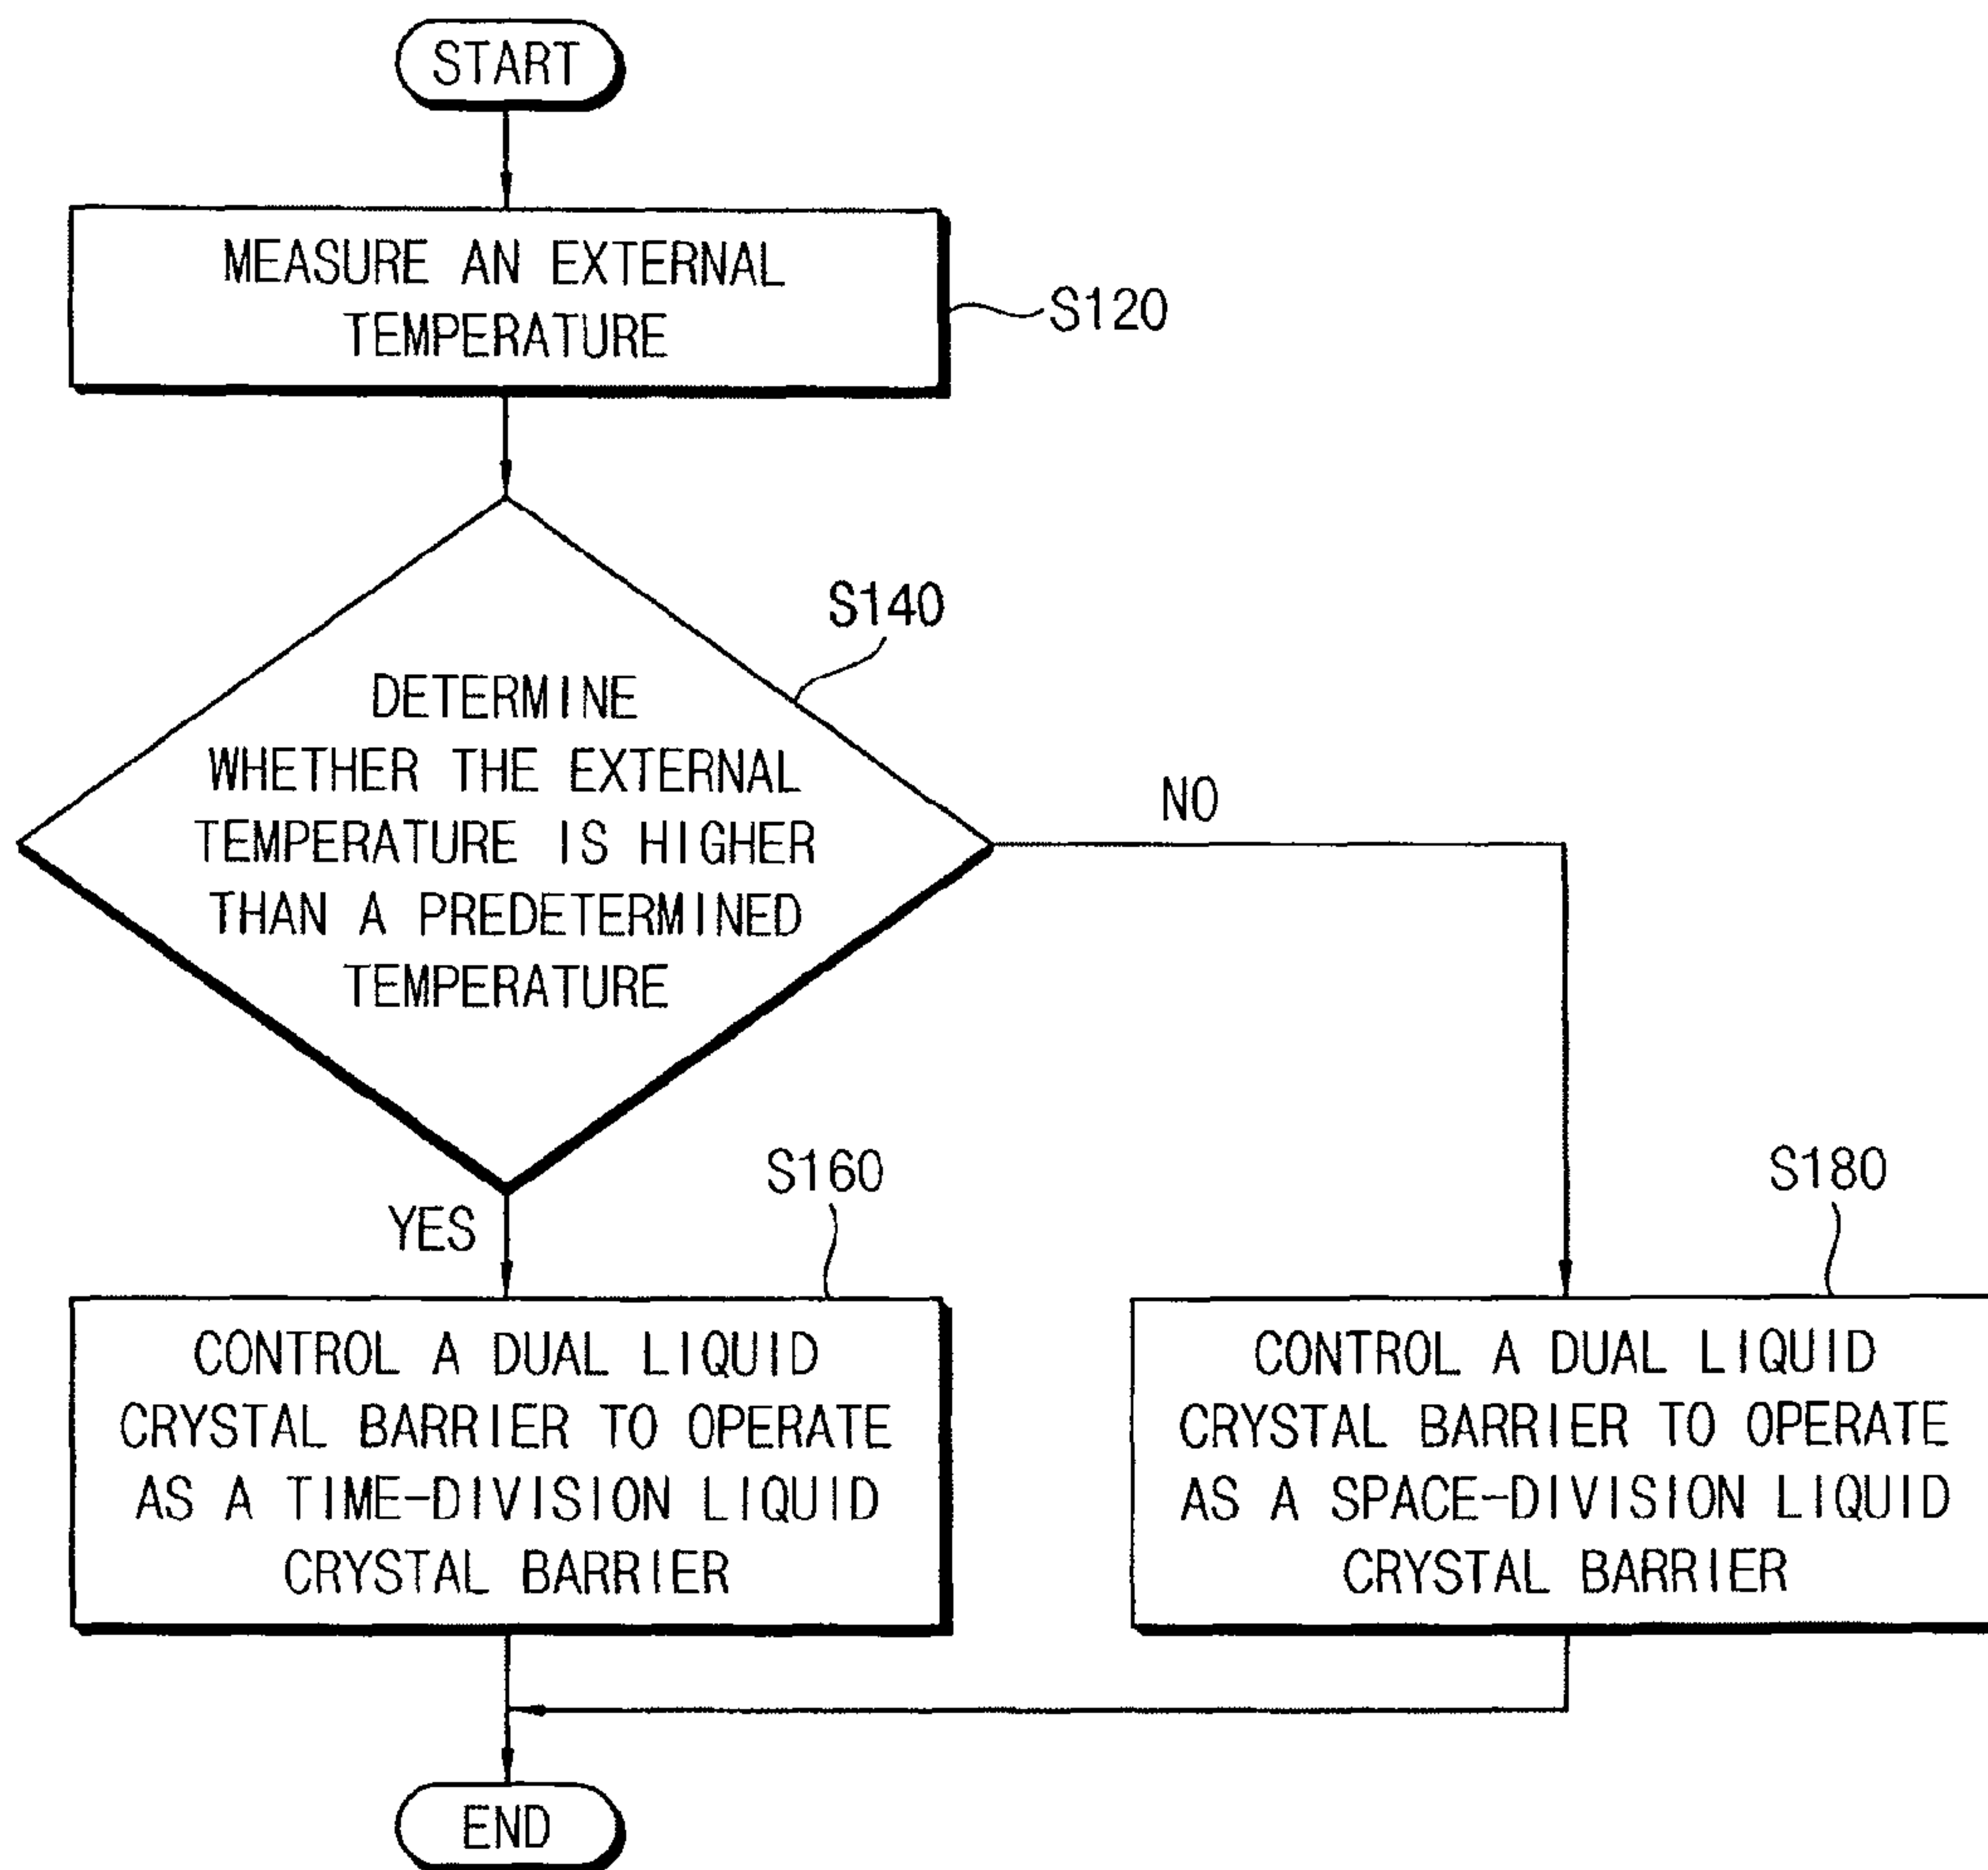 START
MEASURE AN EXTERNAL
TEMPERATURE
S120
S140
DETERMINE
WHETHER THE EXTERNAL
TEMPERATURE IS HIGHER
THAN A PREDETERMINED
TEMPERATURE
NO
YES
S160
S180
CONTROL A DUAL LIQUID
CRYSTAL BARRIER TO OPERATE
AS A TIME-DIVISION LIQUID
CRYSTAL BARRIER
CONTROL A DUAL LIQUID
CRYSTAL BARRIER TO OPERATE
AS A SPACE-DIVISION LIQUID
CRYSTAL BARRIER
END